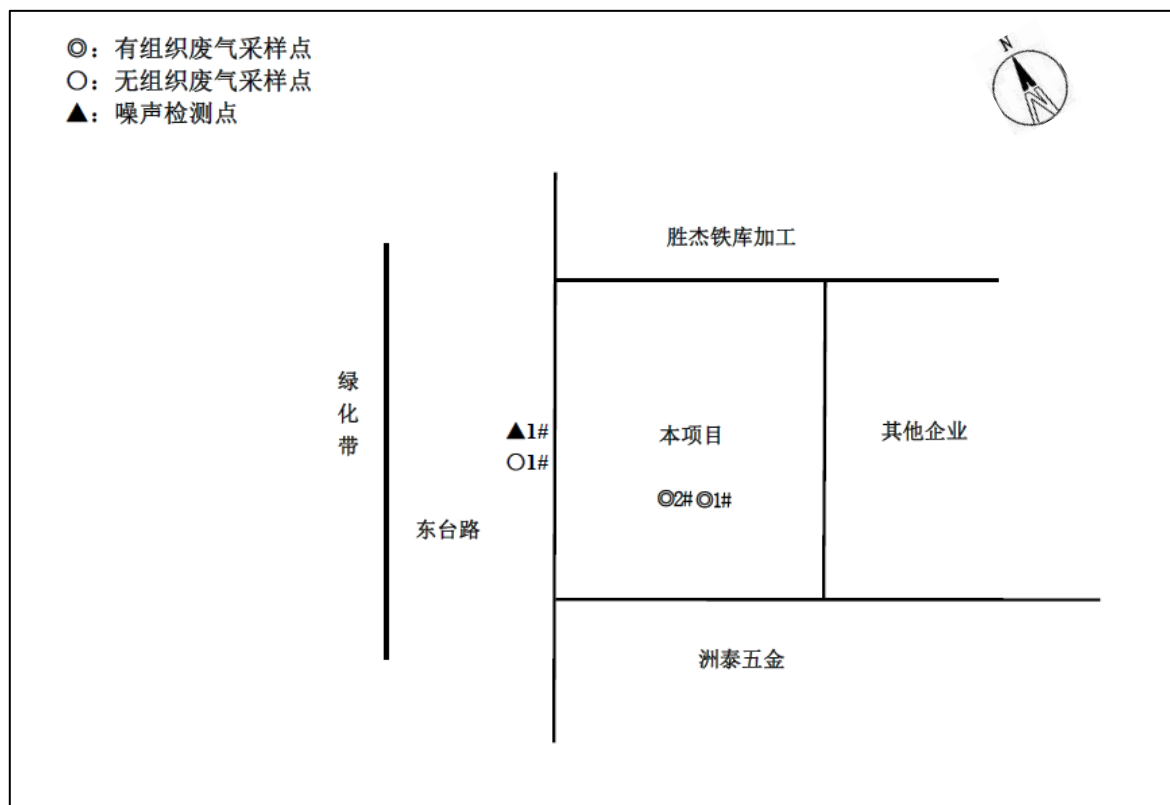 ◎：有组织废气采样点
○：无组织废气采样点
▲：噪声检测点
N
胜杰铁库加工
绿
化
带
▲1#
○1#
本项目
其他企业
◎2# ◎1#
东台路
洲泰五金